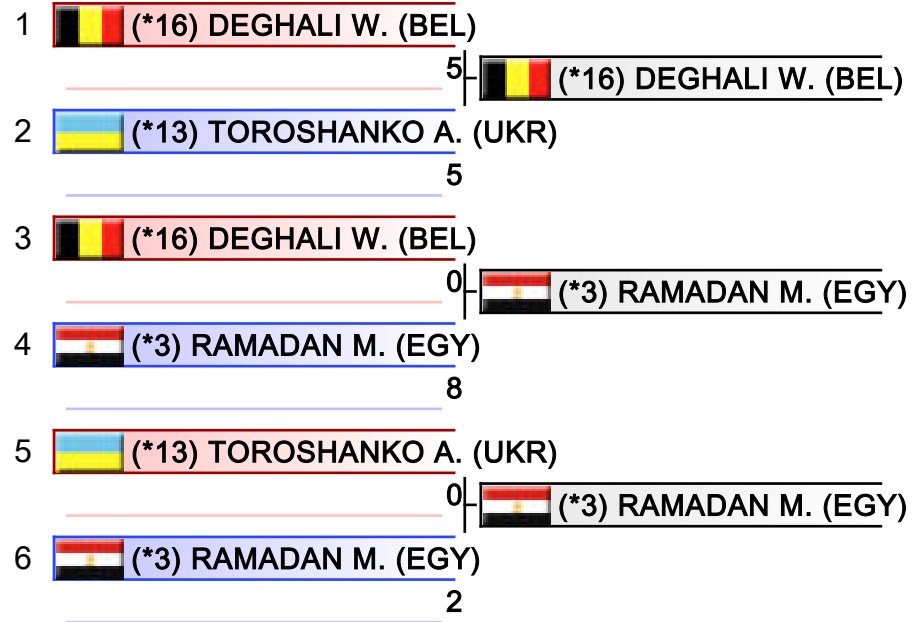 1 (*16) DEGHALI W. (BEL)
5 (*16) DEGHALI W. (BEL)
2 (*13) TOROSHANKO A. (UKR)
5
3 (*16) DEGHALI W. (BEL)
0 (*3) RAMADAN M. (EGY)
4 (*3) RAMADAN M. (EGY)
8
5 (*13) TOROSHANKO A. (UKR)
0 (*3) RAMADAN M. (EGY)
6 (*3) RAMADAN M. (EGY)
2